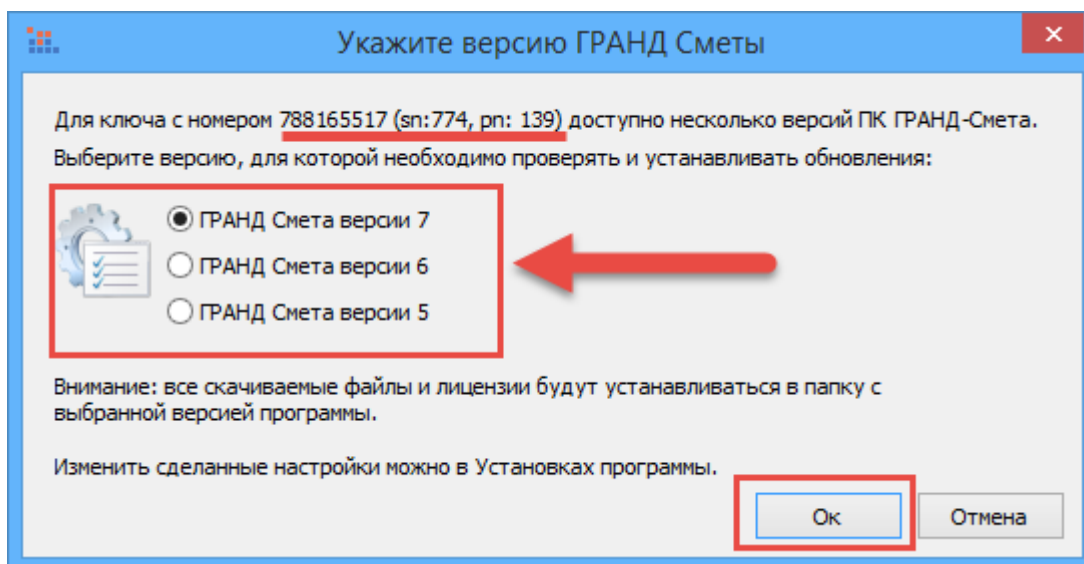 Укажите версию ГРАНД Сметы
Для ключа с номером 788165517 (sn:774, pn: 139) доступно несколько версий ПК ГРАНД-Смета.
Выберите версию, для которой необходимо проверять и устанавливать обновления:
ГРАНД Смета версии 7
ГРАНД Смета версии 6
ГРАНД Смета версии 5
Внимание: все скачиваемые файлы и лицензии будут устанавливаться в папку с
выбранной версией программы.
Изменить сделанные настройки можно в Установках программы.
Ок
Отмена